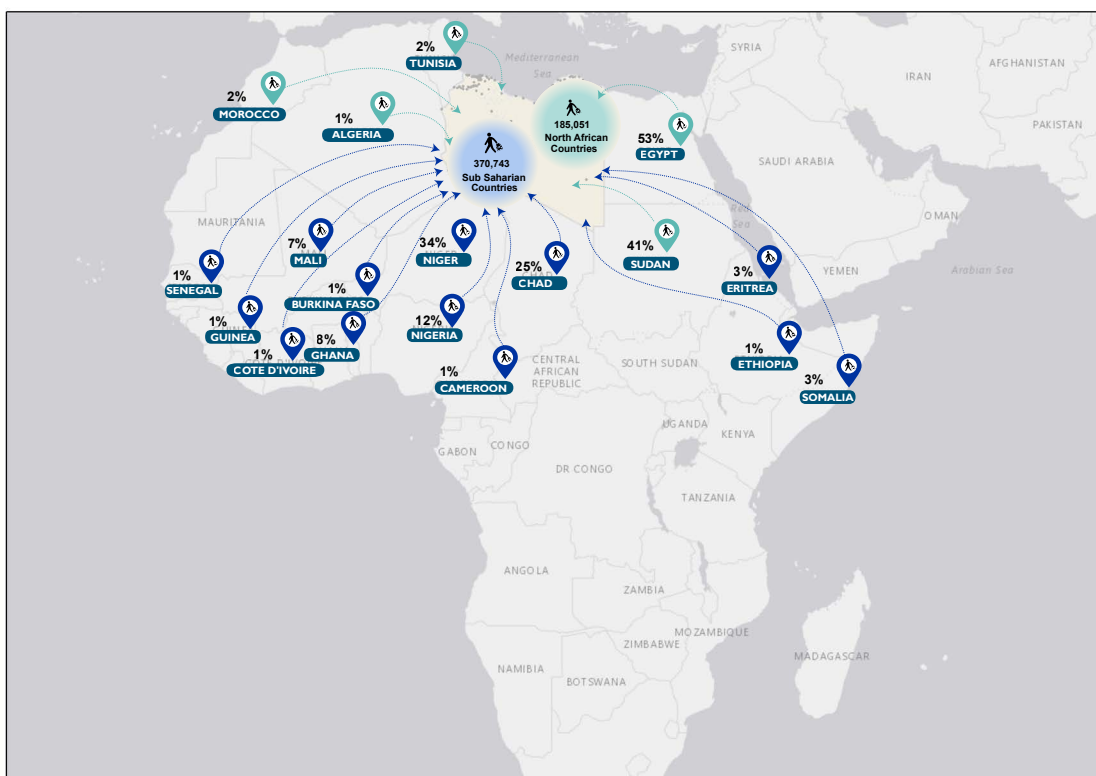 2%
TUNISIA
Mediterranean
Sea
SYRIA
IRAN
AFGHANISTAN
PAKISTAN
2%
MOROCCO
1%
ALGERIA
185,051
North African
Countries
53%
EGYPT
370,743
Sub Saharian
Countries
SAUDI ARABIA
OMAN
YEMEN
Arabian Sea
Red
Sea
MAURITANIA
7%
MALI
34%
NIGER
25%
CHAD
41%
SUDAN
3%
ERITREA
1%
SENEGAL
1%
BURKINA FASO
1%
GUINEA
8%
GHANA
12%
NIGERIA
1%
COTE D'IVOIRE
1%
CAMEROON
CENTRAL
AFRICAN
REPUBLIC
SOUTH SUDAN
1%
ETHIOPIA
3%
SOMALIA
UGANDA
KENYA
GABON
CONGO
DR CONGO
TANZANIA
ANGOLA
ZAMBIA
MOZAMBIQUE
ZIMBABWE
MADAGASCAR
NAMIBIA
BOTSWANA